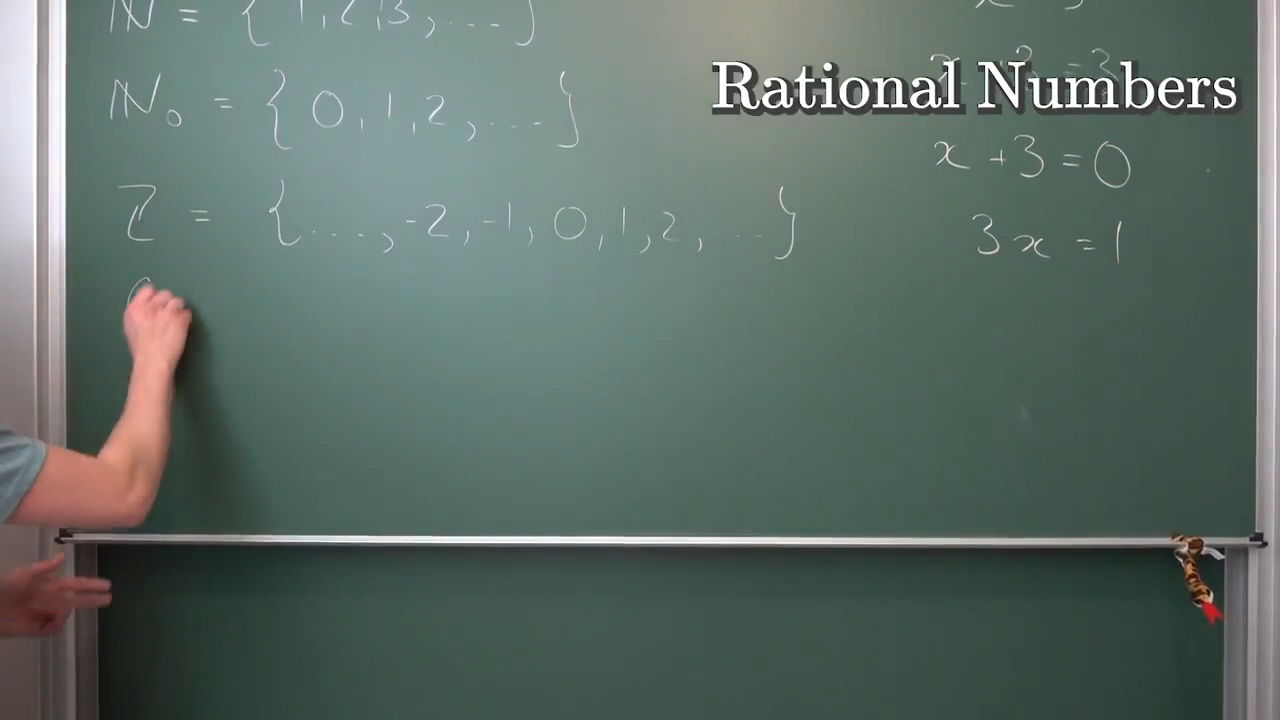 ℕ = {1, 2, 3, ....}
ℕ₀ = {0, 1, 2, ...}
ℤ = {..., -2, -1, 0, 1, 2, ...}
Rational Numbers
x + 3 = 0
3x = 1